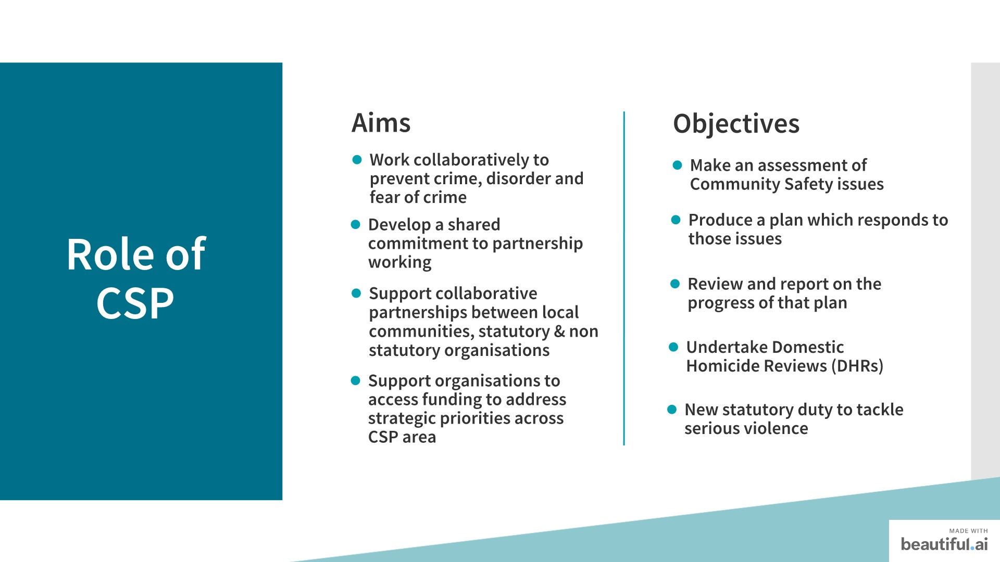 Role of
CSP
Aims
Work collaboratively to
prevent crime, disorder and
fear of crime
Develop a shared
commitment to partnership
working
Support collaborative
partnerships between local
communities, statutory & non
statutory organisations
Support organisations to
access funding to address
strategic priorities across
CSP area
Objectives
Make an assessment of
Community Safety issues
Produce a plan which responds to
those issues
Review and report on the
progress of that plan
Undertake Domestic
Homicide Reviews (DHRs)
New statutory duty to tackle
serious violence
MADE WITH
beautiful.ai